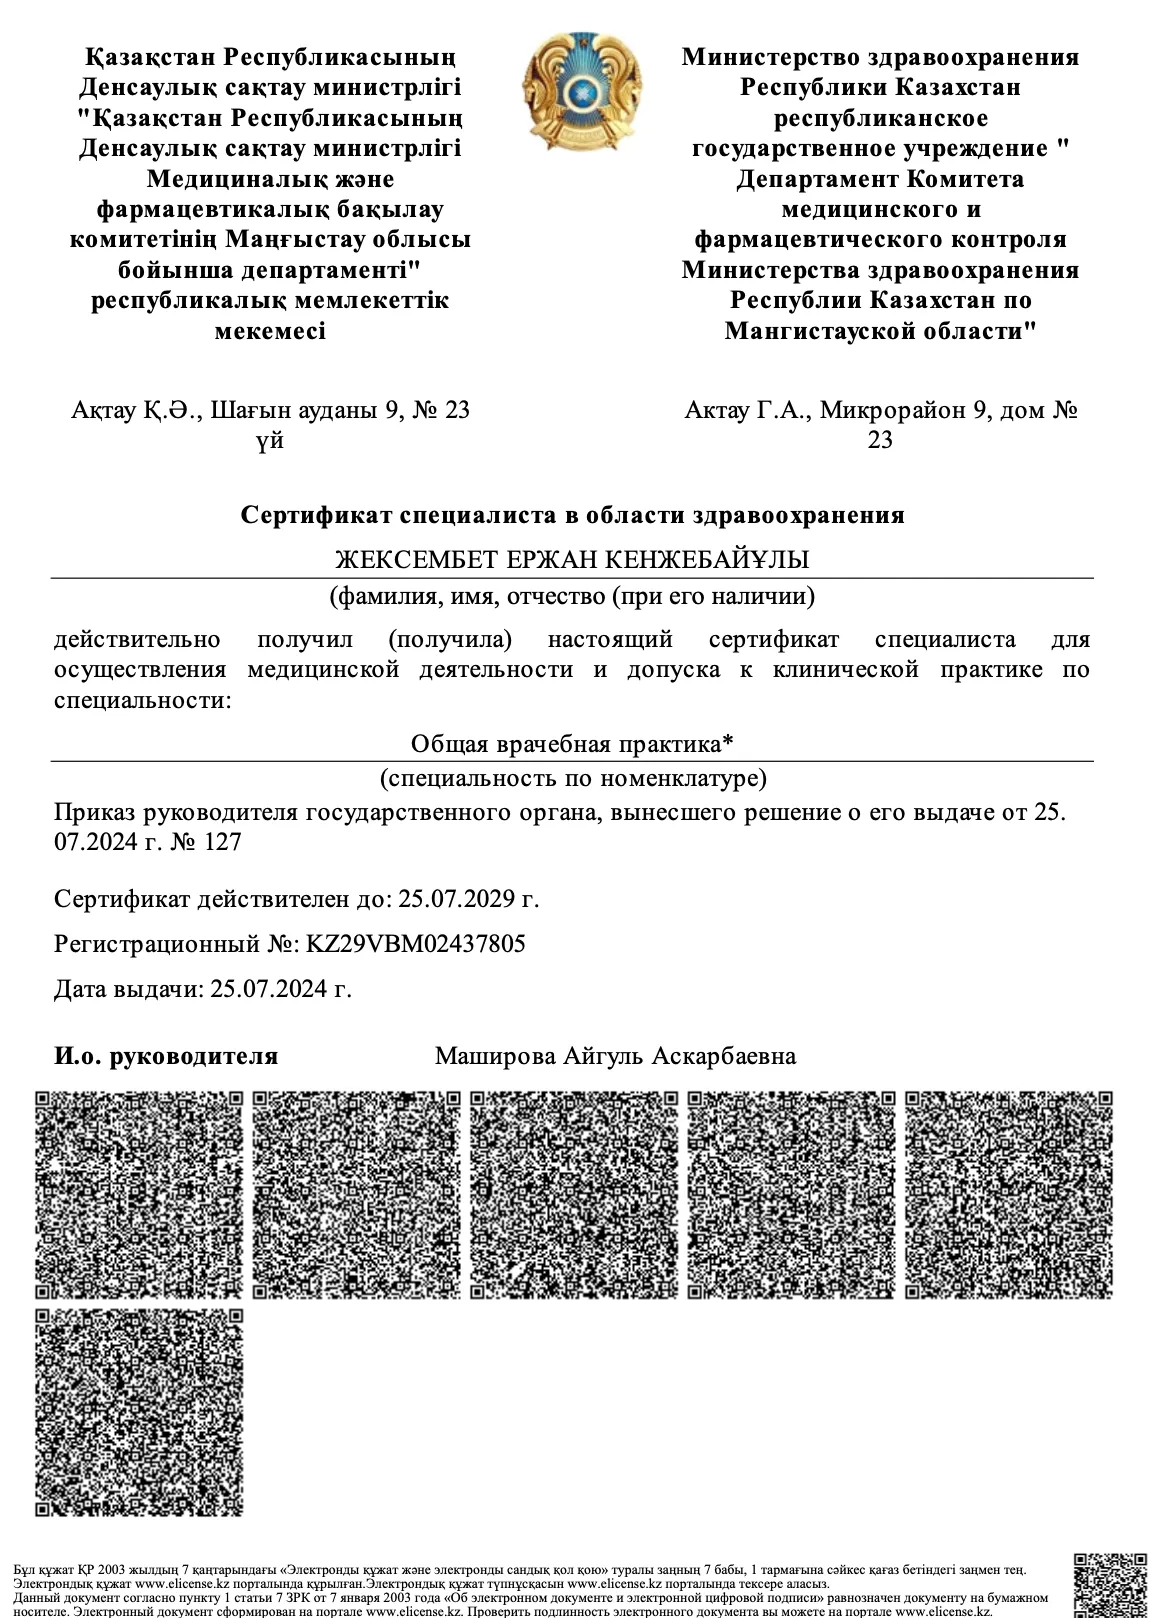 Қазақстан Республикасының
Денсаулық сақтау министрлігі
"Қазақстан Республикасының
Денсаулық сақтау министрлігі
Медициналық және
фармацевтикалық бақылау
комитетінің Маңғыстау облысы
бойынша департаменті"
республикалық мемлекеттік
мекемесі
Министерство здравоохранения
Республики Казахстан
республиканское
государственное учреждение "
Департамент Комитета
медицинского и
фармацевтического контроля
Министерства здравоохранения
Республии Казахстан по
Мангистауской области"
Ақтау Қ.Ә., Шағын ауданы 9, № 23
үй
Актау Г.А., Микрорайон 9, дом №
23
Сертификат специалиста в области здравоохранения
ЖЕКСЕМБЕТ ЕРЖАН КЕНЖЕБАЙҰЛЫ
(фамилия, имя, отчество (при его наличии)
действительно получил (получила) настоящий сертификат специалиста для
осуществления медицинской деятельности и допуска к клинической практике по
специальности:
Общая врачебная практика*
(специальность по номенклатуре)
Приказ руководителя государственного органа, вынесшего решение о его выдаче от 25.
07.2024 г. № 127
Сертификат действителен до: 25.07.2029 г.
Регистрационный №: KZ29VBM02437805
Дата выдачи: 25.07.2024 г.
И.о. руководителя Маширова Айгуль Аскарбаевна
Бұл құжат ҚР 2003 жылдың 7 қаңтарындағы «Электронды құжат және электронды сандық қол қою» туралы заңның 7 бабы, 1 тармағына сәйкес қағаз бетіндегі заңмен тең.
Электрондық құжат www.elicense.kz порталында құрылған.Электрондық құжат түпнұсқасын www.elicense.kz порталында тексере аласыз.
Данный документ согласно пункту 1 статьи 7 ЗРК от 7 января 2003 года «Об электронном документе и электронной цифровой подписи» равнозначен документу на бумажном
носителе. Электронный документ сформирован на портале www.elicense.kz. Проверить подлинность электронного документа вы можете на портале www.elicense.kz.